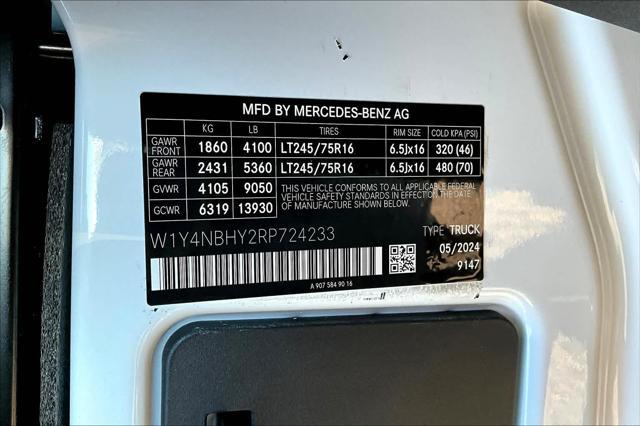 MFD BY MERCEDES-BENZ AG
KG LB TIRES RIM SIZE COLD KPA (PSI)
GAWR FRONT 1860 4100 LT245/75R16 6.5Jx16 320 (46)
GAWR REAR 2431 5360 LT245/75R16 6.5Jx16 480 (70)
GVWR 4105 9050
GCWR 6319 13930
THIS VEHICLE CONFORMS TO ALL APPLICABLE FEDERAL
VEHICLE SAFETY STANDARDS IN EFFECT ON THE DATE
OF MANUFACTURE SHOWN BELOW.
W1Y4NBHY2RP724233
TYPE TRUCK
05/2024
9147
A 907 584 90 16